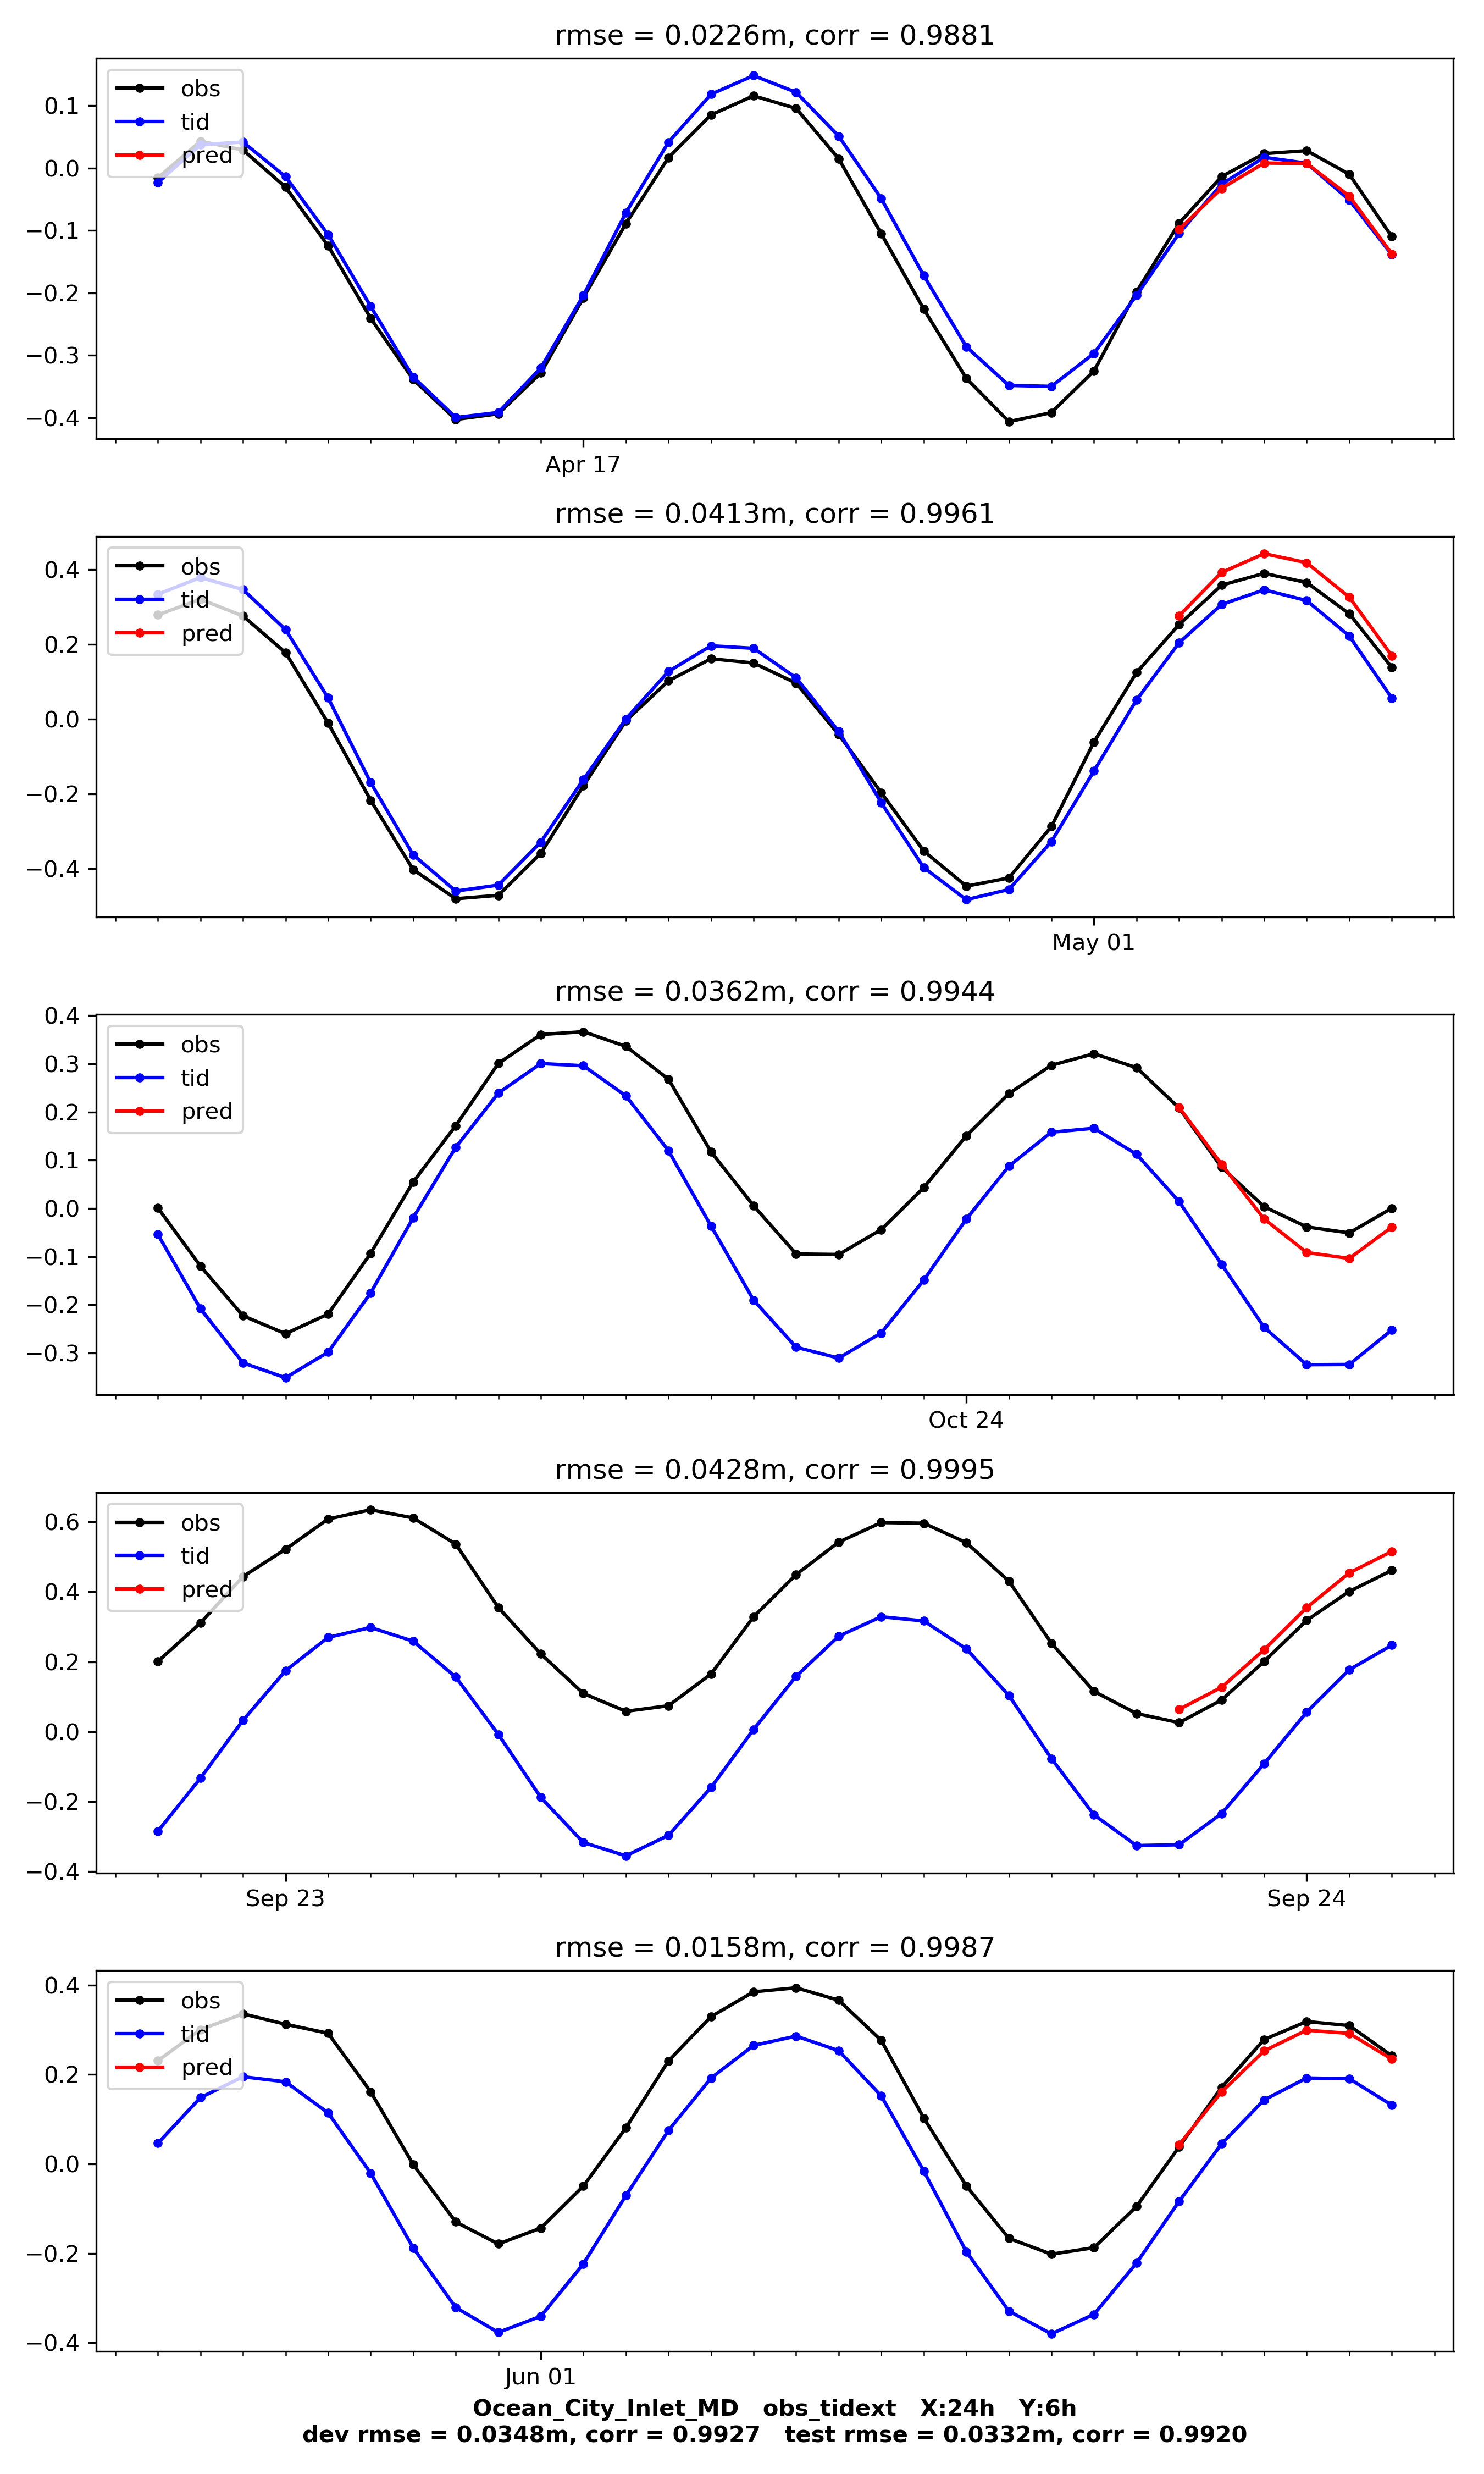 rmse = 0.0226m, corr = 0.9881
obs
tid
pred
0.1
0.0
−0.1
−0.2
−0.3
−0.4
Apr 17
rmse = 0.0413m, corr = 0.9961
obs
tid
pred
0.4
0.2
0.0
−0.2
−0.4
May 01
rmse = 0.0362m, corr = 0.9944
obs
tid
pred
0.4
0.3
0.2
0.1
0.0
−0.1
−0.2
−0.3
Oct 24
rmse = 0.0428m, corr = 0.9995
obs
tid
pred
0.6
0.4
0.2
0.0
−0.2
−0.4
Sep 23 Sep 24
rmse = 0.0158m, corr = 0.9987
obs
tid
pred
0.4
0.2
0.0
−0.2
−0.4
Jun 01
Ocean_City_Inlet_MD obs_tidext X:24h Y:6h
dev rmse = 0.0348m, corr = 0.9927 test rmse = 0.0332m, corr = 0.9920